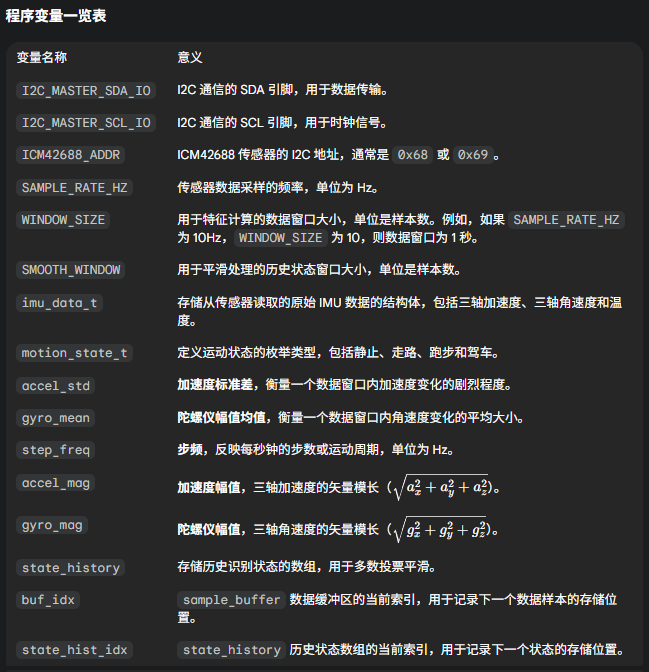 程序变量一览表
变量名称 意义
I2C_MASTER_SDA_IO I2C 通信的 SDA 引脚，用于数据传输。
I2C_MASTER_SCL_IO I2C 通信的 SCL 引脚，用于时钟信号。
ICM42688_ADDR ICM42688 传感器的 I2C 地址，通常是 0x68 或 0x69 。
SAMPLE_RATE_HZ 传感器数据采样的频率，单位为 Hz。
WINDOW_SIZE 用于特征计算的数据窗口大小，单位是样本数。例如，如果 SAMPLE_RATE_HZ
为 10Hz， WINDOW_SIZE 为 10，则数据窗口为 1 秒。
SMOOTH_WINDOW 用于平滑处理的历史状态窗口大小，单位是样本数。
imu_data_t 存储从传感器读取的原始 IMU 数据的结构体，包括三轴加速度、三轴角速度和温
度。
motion_state_t 定义运动状态的枚举类型，包括静止、走路、跑步和驾车。
accel_std 加速度标准差，衡量一个数据窗口内加速度变化的剧烈程度。
gyro_mean 陀螺仪幅值均值，衡量一个数据窗口内角速度变化的平均大小。
step_freq 步频，反映每秒钟的步数或运动周期，单位为 Hz。
accel_mag 加速度幅值，三轴加速度的矢量模长（√(a_x^2 + a_y^2 + a_z^2)）。
gyro_mag 陀螺仪幅值，三轴角速度的矢量模长（√(g_x^2 + g_y^2 + g_z^2)）。
state_history 存储历史识别状态的数组，用于多数投票平滑。
buf_idx sample_buffer 数据缓冲区的当前索引，用于记录下一个数据样本的存储位
置。
state_hist_idx state_history 历史状态数组的当前索引，用于记录下一个状态的存储位置。